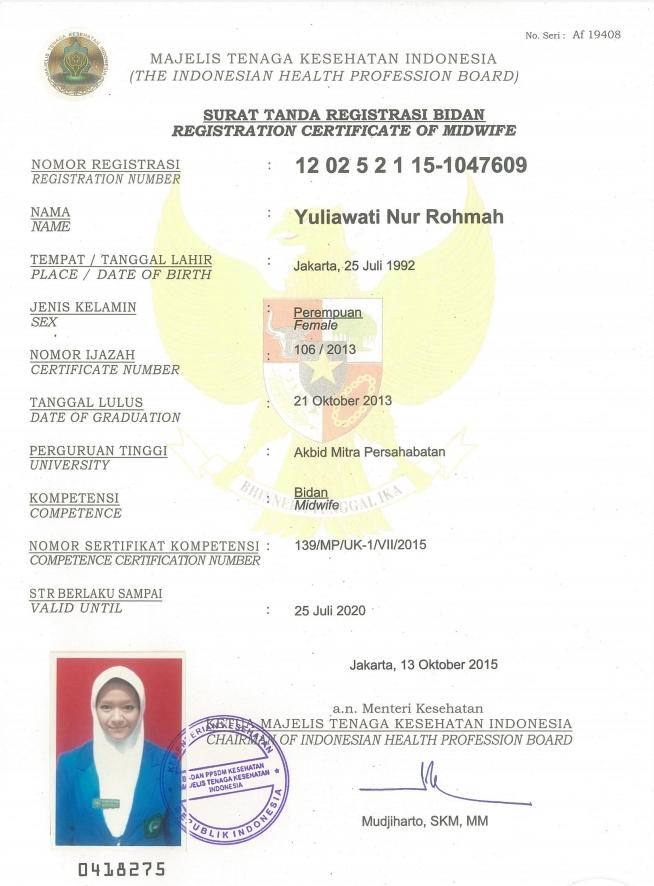 No. Seri : Af 19408
MAJELIS TENAGA KESEHATAN INDONESIA
(THE INDONESIAN HEALTH PROFESSION BOARD)
SURAT TANDA REGISTRASI BIDAN
REGISTRATION CERTIFICATE OF MIDWIFE
NOMOR REGISTRASI : 12 02 5 2 1 15-1047609
REGISTRATION NUMBER
NAMA : Yuliawati Nur Rohmah
NAME
TEMPAT / TANGGAL LAHIR : Jakarta, 25 Juli 1992
PLACE / DATE OF BIRTH
JENIS KELAMIN : Perempuan
SEX Female
NOMOR IJAZAH : 106 / 2013
CERTIFICATE NUMBER
TANGGAL LULUS : 21 Oktober 2013
DATE OF GRADUATION
PERGURUAN TINGGI : Akbid Mitra Persahabatan
UNIVERSITY
KOMPETENSI : Bidan
COMPETENCE Midwife
NOMOR SERTIFIKAT KOMPETENSI : 139/MP/UK-1/VII/2015
COMPETENCE CERTIFICATION NUMBER
STR BERLAKU SAMPAI
VALID UNTIL : 25 Juli 2020
Jakarta, 13 Oktober 2015
a.n. Menteri Kesehatan
KETUA MAJELIS TENAGA KESEHATAN INDONESIA
CHAIRMAN OF INDONESIAN HEALTH PROFESSION BOARD
KEMENTERIAN KESEHATAN
BADAN PPSDM KESEHATAN
MAJELIS TENAGA KESEHATAN
INDONESIA
REPUBLIK INDONESIA
Mudjiharto, SKM, MM
0418275